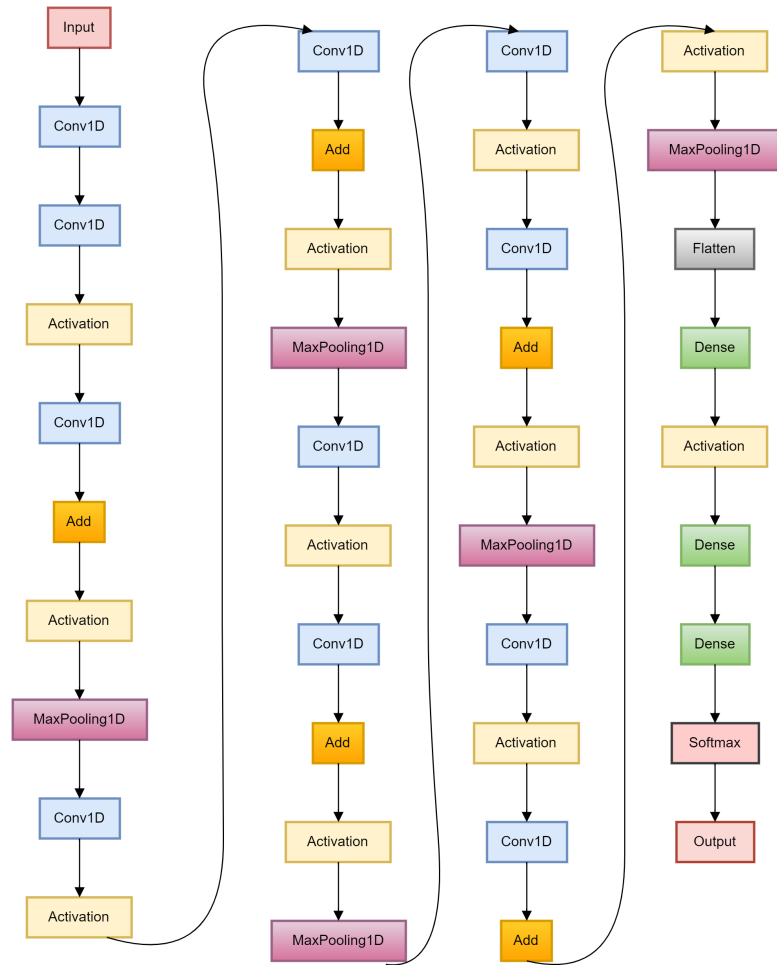 Input
Conv1D
Conv1D
Activation
Conv1D
Add
Activation
MaxPooling1D
Conv1D
Activation
Conv1D
Add
Activation
MaxPooling1D
Conv1D
Activation
Conv1D
Add
Activation
MaxPooling1D
Conv1D
Activation
Conv1D
Add
Activation
MaxPooling1D
Conv1D
Activation
Conv1D
Add
Activation
MaxPooling1D
Flatten
Dense
Activation
Dense
Dense
Softmax
Output